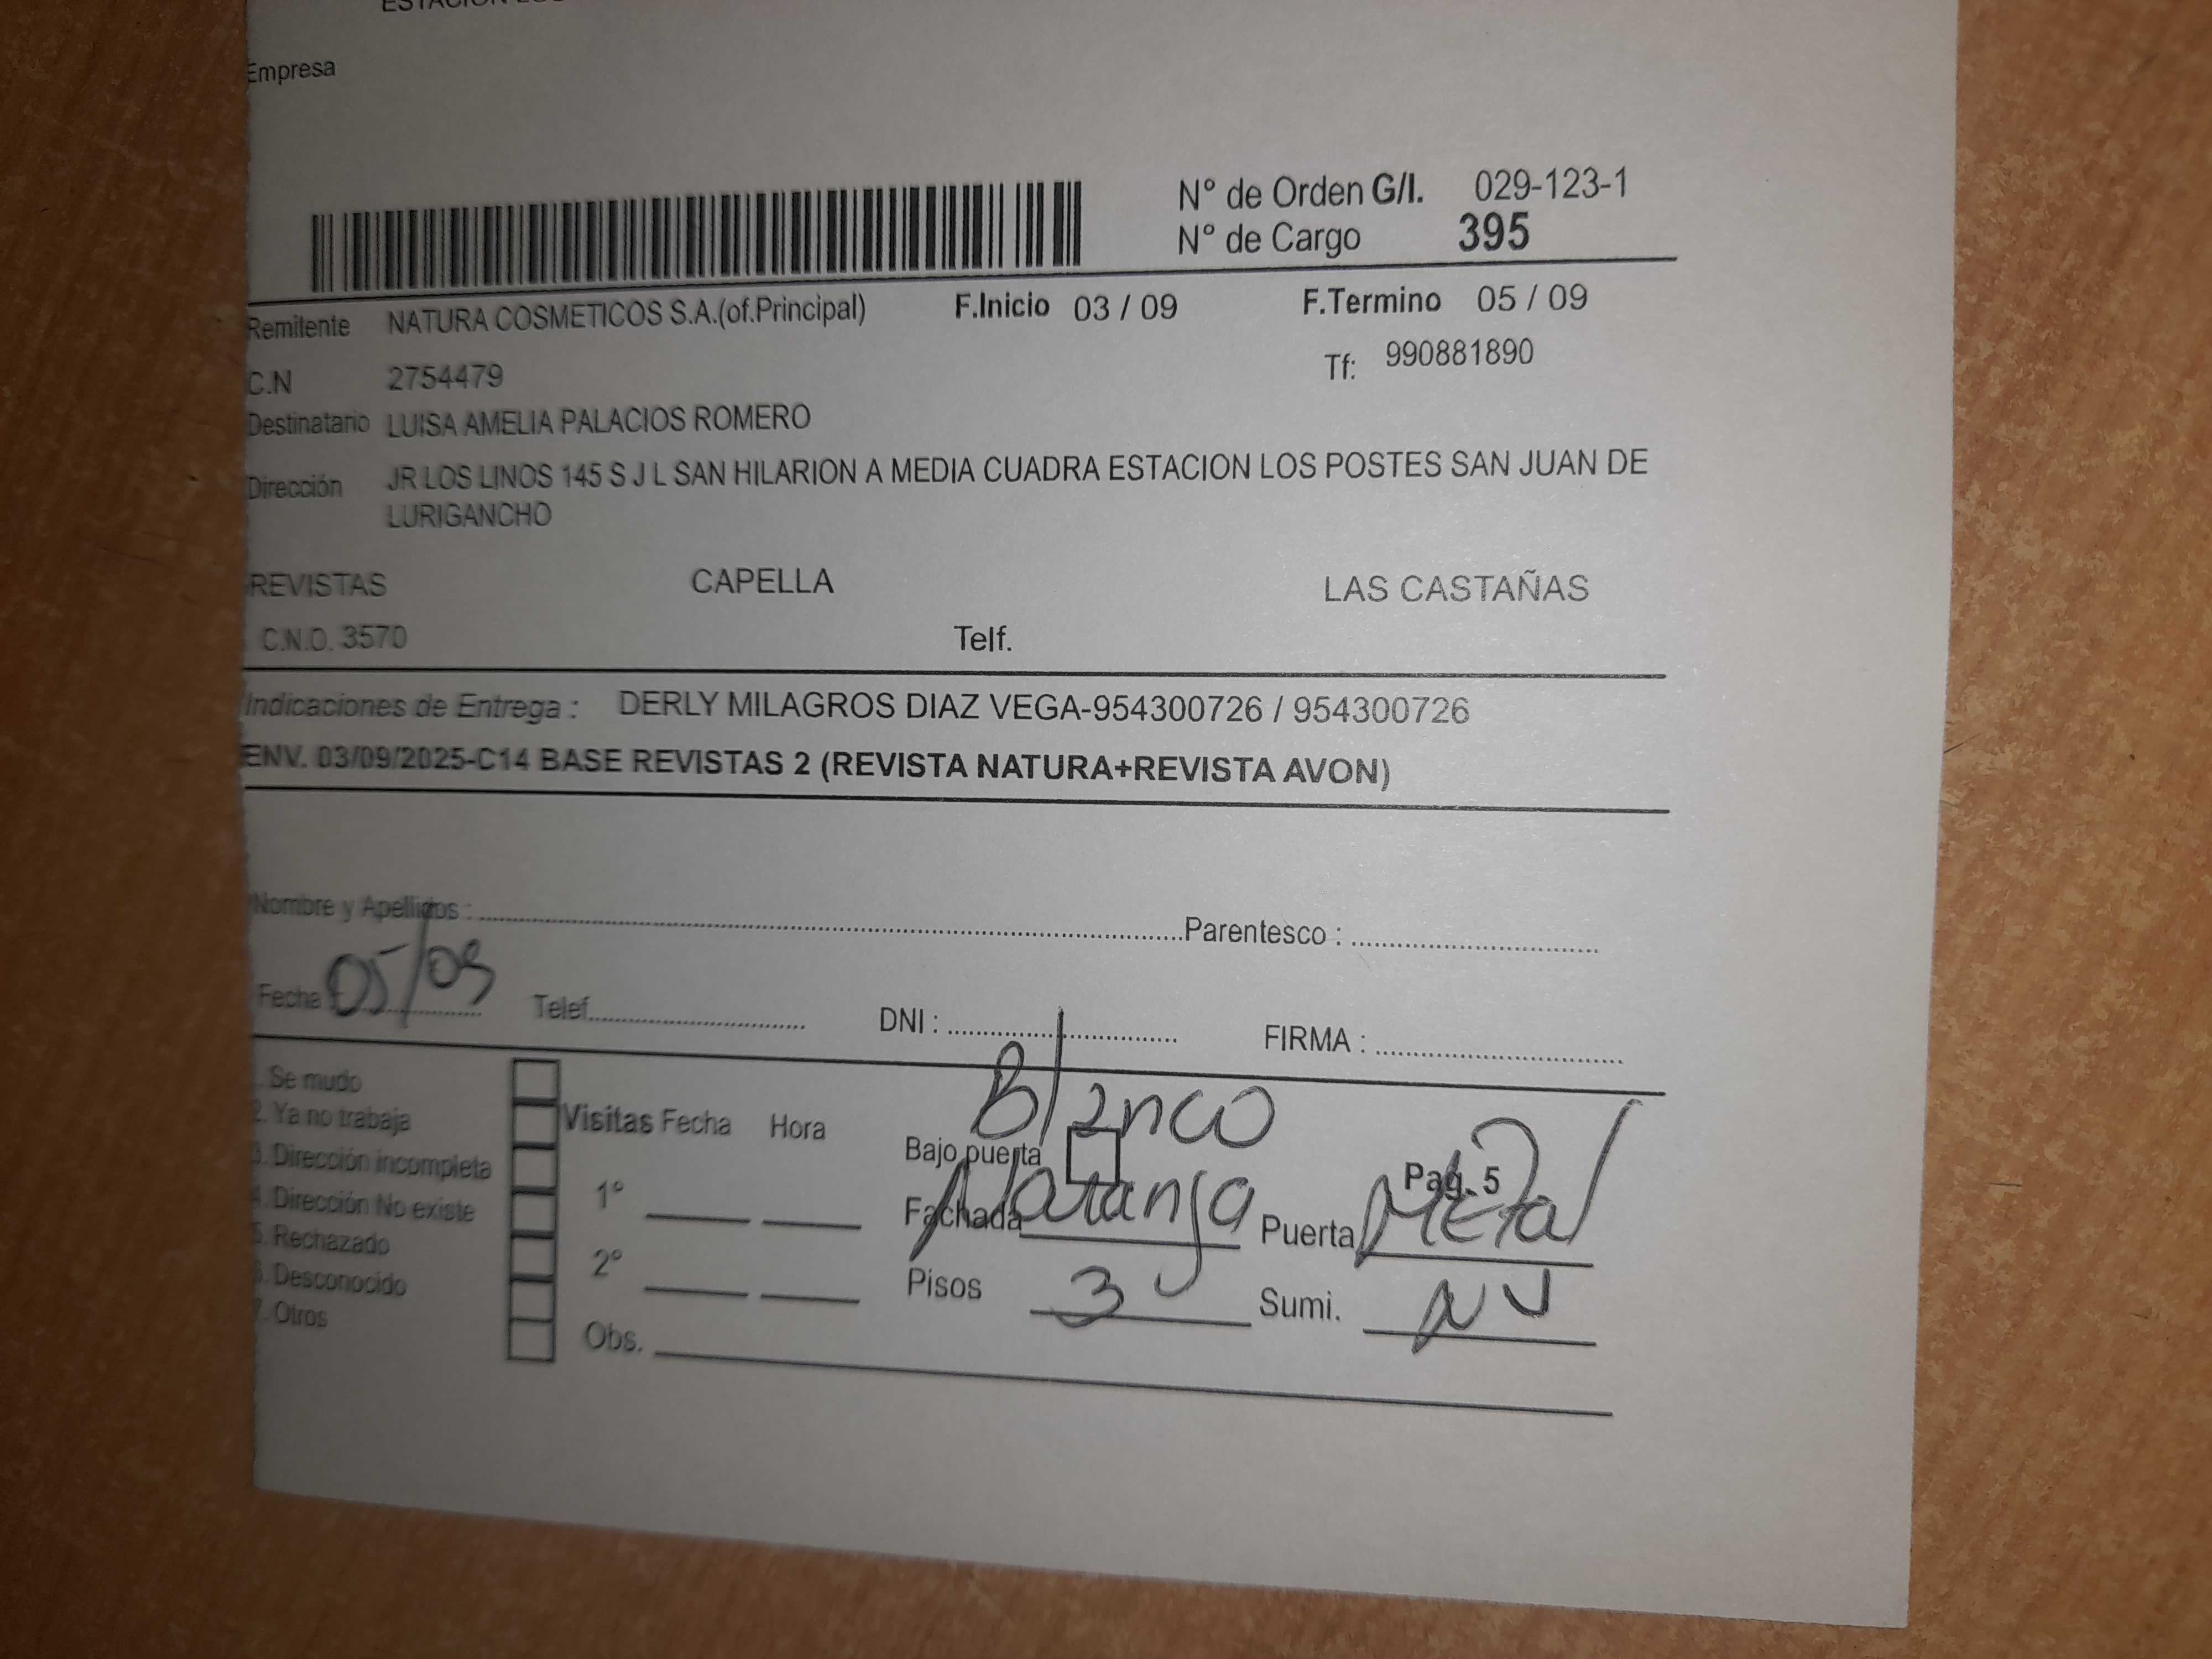 Empresa
N° de Orden G/I. 029-123-1
N° de Cargo 395
Remitente NATURA COSMETICOS S.A.(of.Principal) F.Inicio 03 / 09 F.Termino 05 / 09
C.N 2754479 Tf: 990881890
Destinatario LUISA AMELIA PALACIOS ROMERO
Dirección JR LOS LINOS 145 S J L SAN HILARION A MEDIA CUADRA ESTACION LOS POSTES SAN JUAN DE
LURIGANCHO
REVISTAS CAPELLA LAS CASTAÑAS
C.N.O. 3570 Telf.
Indicaciones de Entrega : DERLY MILAGROS DIAZ VEGA-954300726 / 954300726
ENV. 03/09/2025-C14 BASE REVISTAS 2 (REVISTA NATURA+REVISTA AVON)
Nombre y Apellidos : Parentesco :
Fecha 05/09 Telef. DNI : FIRMA :
. Se mudo
2. Ya no trabaja
3. Dirección incompleta
4. Dirección No existe
5. Rechazado
6. Desconocido
7. Otros
Visitas Fecha Hora
1°
2°
Obs.
Blanco
Bajo puerta Pag. 5
Fachada Naranja Puerta Metal
Pisos 3 Sumi. NV